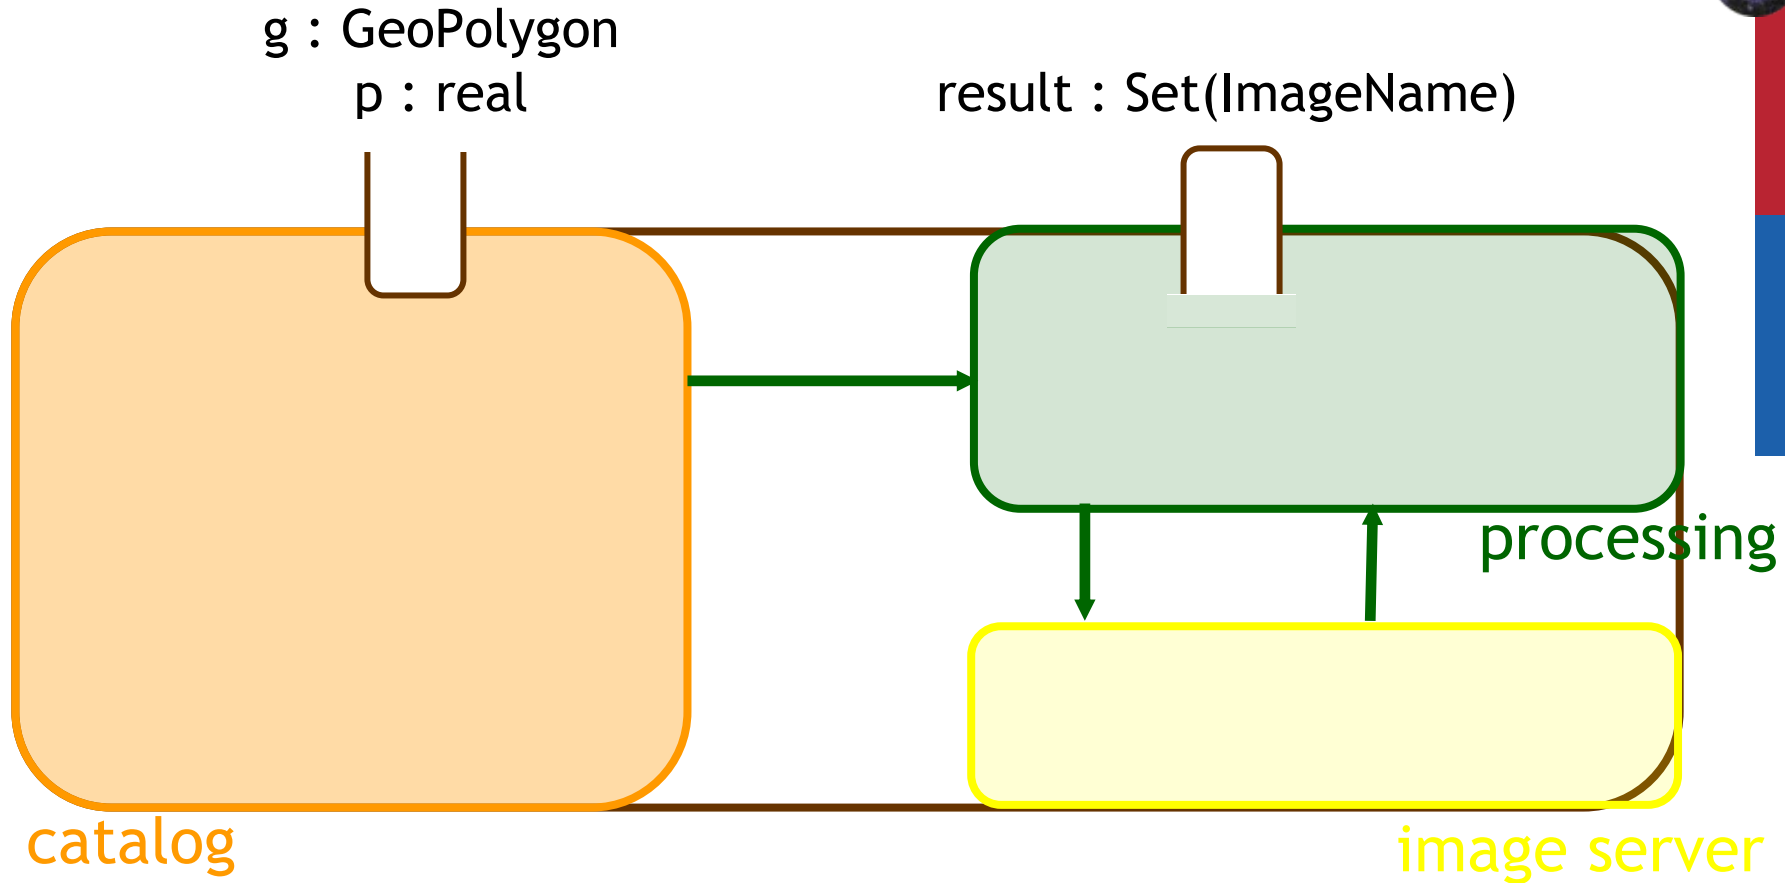 g : GeoPolygon
p : real
result : Set(ImageName)
processing
catalog
image server